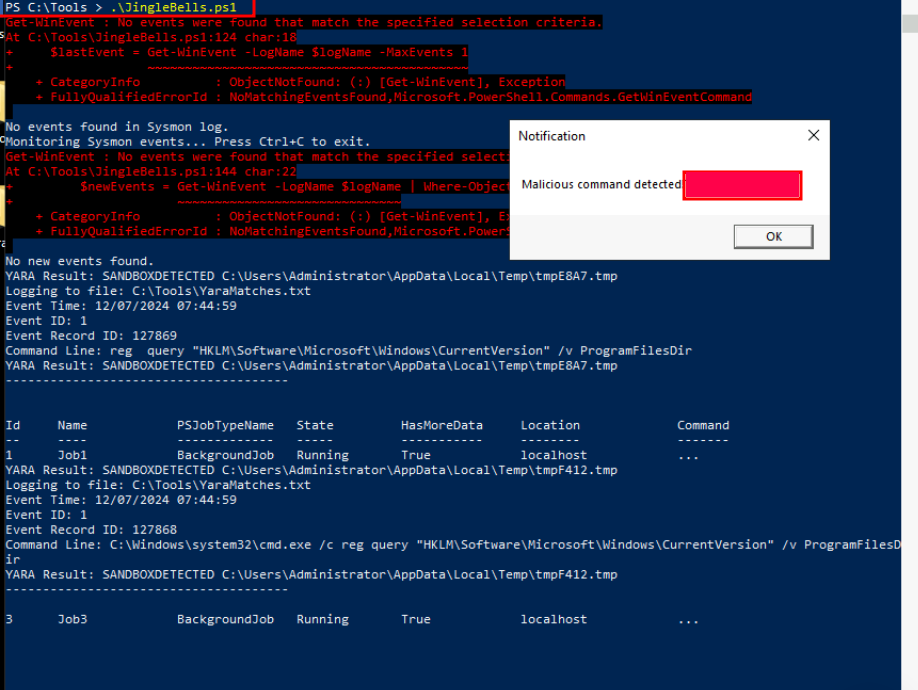 PS C:\Tools > .\JingleBells.ps1
Get-WinEvent : No events were found that match the specified selection criteria.
At C:\Tools\JingleBells.ps1:124 char:18
+     $lastEvent = Get-WinEvent -LogName $logName -MaxEvents 1
+                  ~~~~~~~~~~~~~~~~~~~~~~~~~~~~~~~~~~~~~~~~~~~
    + CategoryInfo          : ObjectNotFound: (:) [Get-WinEvent], Exception
    + FullyQualifiedErrorId : NoMatchingEventsFound,Microsoft.PowerShell.Commands.GetWinEventCommand
No events found in Sysmon log.
Monitoring Sysmon events... Press Ctrl+C to exit.
Get-WinEvent : No events were found that match the specified selecti
At C:\Tools\JingleBells.ps1:144 char:22
+         $newEvents = Get-WinEvent -LogName $logName | Where-Object
+                      ~~~~~~~~~~~~~~~~~~~~~~~~~~~~~~
    + CategoryInfo          : ObjectNotFound: (:) [Get-WinEvent], Ex
    + FullyQualifiedErrorId : NoMatchingEventsFound,Microsoft.PowerS
Notification
Malicious command detected:
OK
No new events found.
YARA Result: SANDBOXDETECTED C:\Users\Administrator\AppData\Local\Temp\tmpE8A7.tmp
Logging to file: C:\Tools\YaraMatches.txt
Event Time: 12/07/2024 07:44:59
Event ID: 1
Event Record ID: 127869
Command Line: reg  query "HKLM\Software\Microsoft\Windows\CurrentVersion" /v ProgramFilesDir
YARA Result: SANDBOXDETECTED C:\Users\Administrator\AppData\Local\Temp\tmpE8A7.tmp
--------------------------------------
Id     Name            PSJobTypeName   State         HasMoreData     Location             Command
--     ----            -------------   -----         -----------     --------             -------
1      Job1            BackgroundJob   Running       True            localhost            ...
YARA Result: SANDBOXDETECTED C:\Users\Administrator\AppData\Local\Temp\tmpF412.tmp
Logging to file: C:\Tools\YaraMatches.txt
Event Time: 12/07/2024 07:44:59
Event ID: 1
Event Record ID: 127868
Command Line: C:\Windows\system32\cmd.exe /c reg query "HKLM\Software\Microsoft\Windows\CurrentVersion" /v ProgramFilesD
ir
YARA Result: SANDBOXDETECTED C:\Users\Administrator\AppData\Local\Temp\tmpF412.tmp
--------------------------------------
3      Job3            BackgroundJob   Running       True            localhost            ...